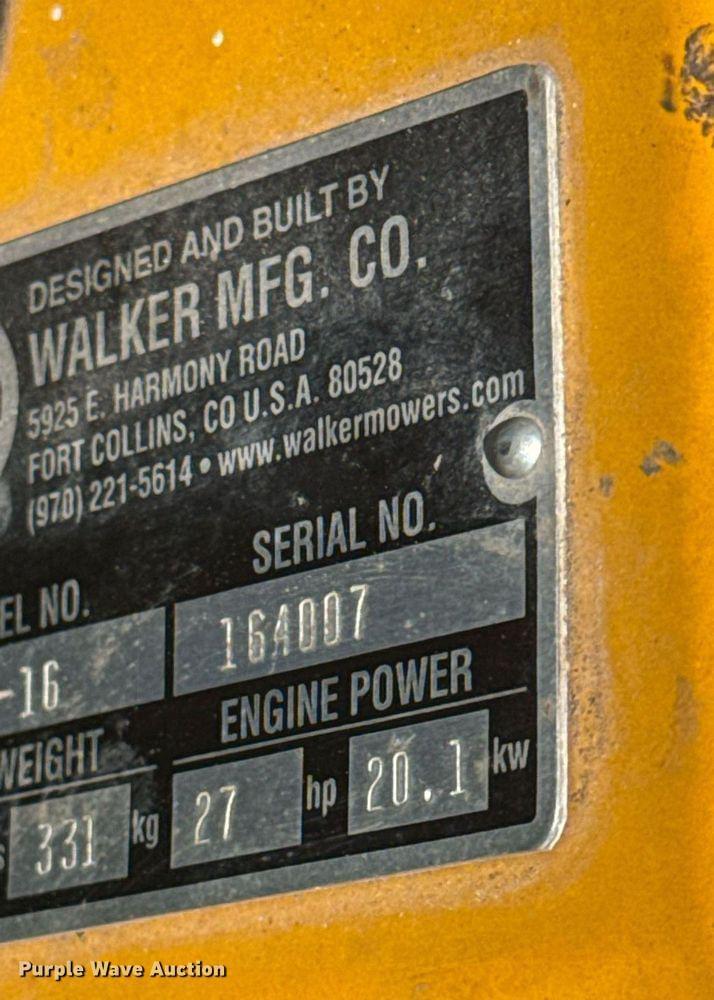 DESIGNED AND BUILT BY
WALKER MFG. CO.
5925 E. HARMONY ROAD
FORT COLLINS, CO U.S.A. 80528
(970) 221-5614 • www.walkermowers.com
EL NO. SERIAL NO.
-16 164007
WEIGHT ENGINE POWER
s 331 kg 27 hp 20.1 kw
Purple Wave Auction